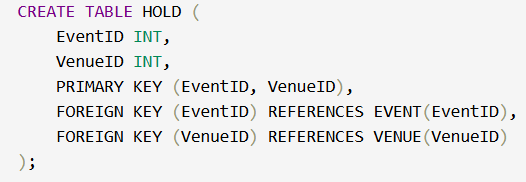 CREATE TABLE HOLD (
    EventID INT,
    VenueID INT,
    PRIMARY KEY (EventID, VenueID),
    FOREIGN KEY (EventID) REFERENCES EVENT(EventID),
    FOREIGN KEY (VenueID) REFERENCES VENUE(VenueID)
);